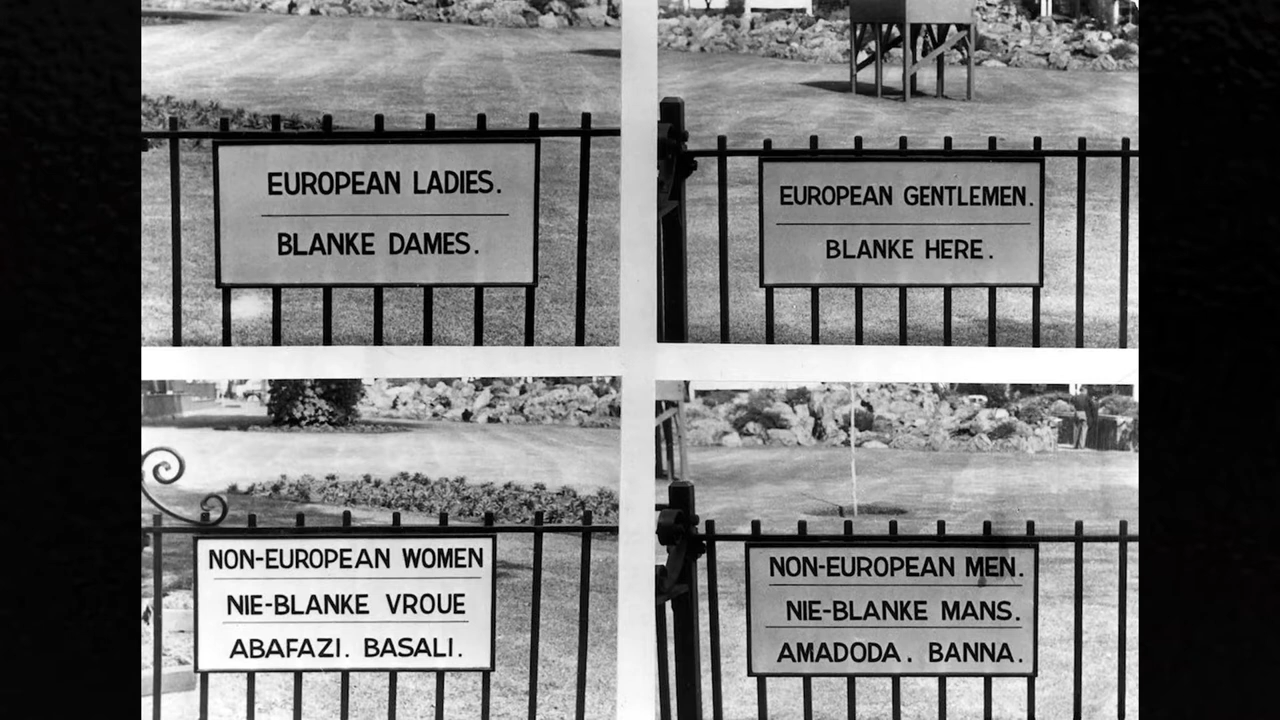 EUROPEAN LADIES.
BLANKE DAMES.
EUROPEAN GENTLEMEN.
BLANKE HERE.
NON-EUROPEAN WOMEN
NIE-BLANKE VROUE
ABAFAZI. BASALI.
NON-EUROPEAN MEN.
NIE-BLANKE MANS.
AMADODA. BANNA.